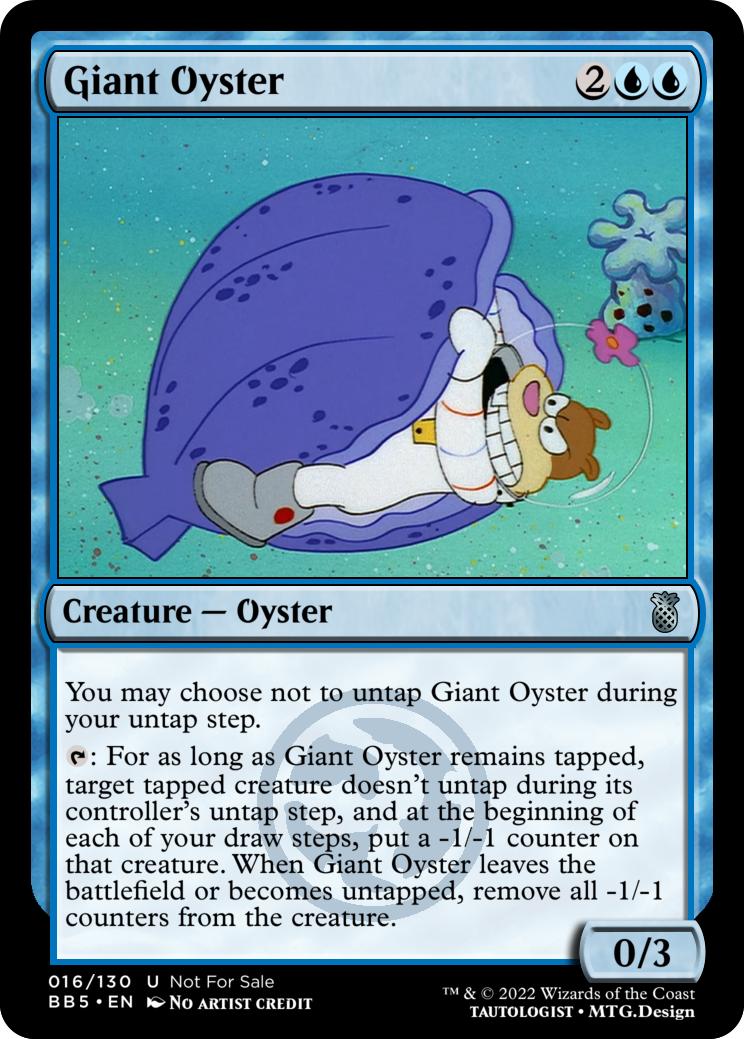 Giant Oyster 2
Creature — Oyster
You may choose not to untap Giant Oyster during
your untap step.
: For as long as Giant Oyster remains tapped,
target tapped creature doesn't untap during its
controller's untap step, and at the beginning of
each of your draw steps, put a -1/-1 counter on
that creature. When Giant Oyster leaves the
battlefield or becomes untapped, remove all -1/-1
counters from the creature.
0/3
016/130 U Not For Sale
BB5 • EN No artist credit
™ & © 2022 Wizards of the Coast
Tautologist • MTG.Design